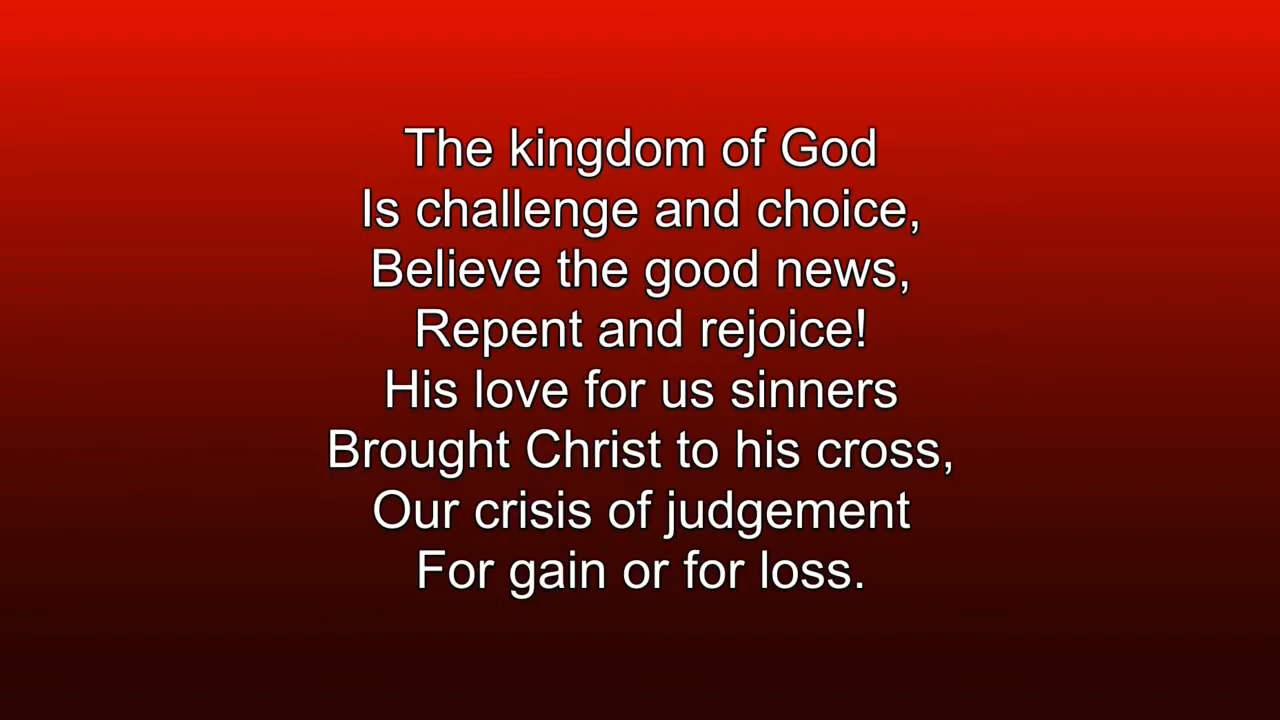 The kingdom of God
Is challenge and choice,
Believe the good news,
Repent and rejoice!
His love for us sinners
Brought Christ to his cross,
Our crisis of judgement
For gain or for loss.